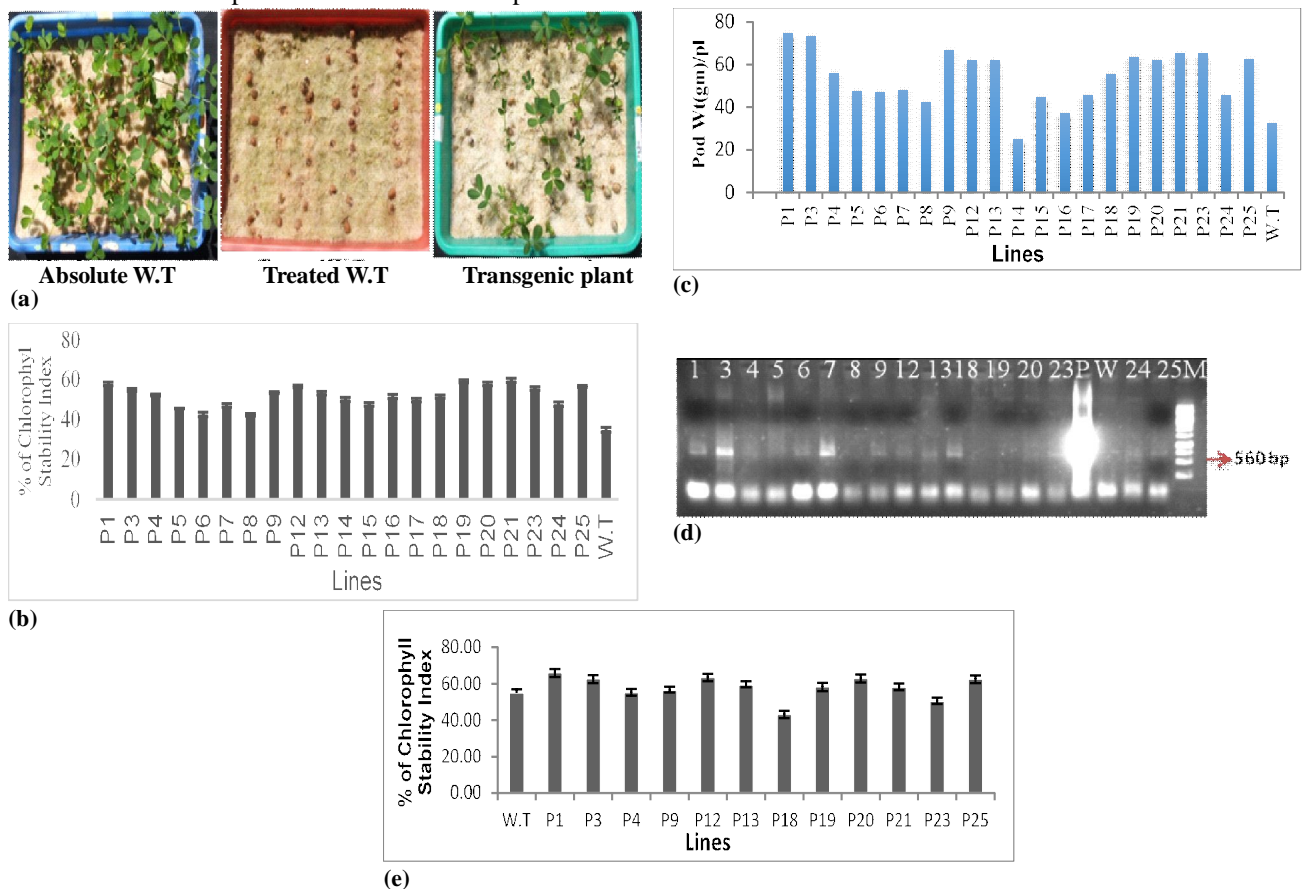 Absolute W.T
Treated W.T
Transgenic plant
(a)
80
60
40
20
0
Pod Wt(gm)/pl
P1 P3 P4 P5 P6 P7 P8 P9 P12 P13 P14 P15 P16 P17 P18 P19 P20 P21 P23 P24 P25 W.T
Lines
(c)
80
60
40
20
0
% of Chlorophyl
Stability Index
P1 P3 P4 P5 P6 P7 P8 P9 P12 P13 P14 P15 P16 P17 P18 P19 P20 P21 P23 P24 P25 W.T
Lines
(b)
1 3 4 5 6 7 8 9 12 13 18 19 20 23 P W 24 25 M
560 bp
(d)
80.00
60.00
40.00
20.00
0.00
% of Chlorophyll
Stability Index
W.T P1 P3 P4 P9 P12 P13 P18 P19 P20 P21 P23 P25
Lines
(e)